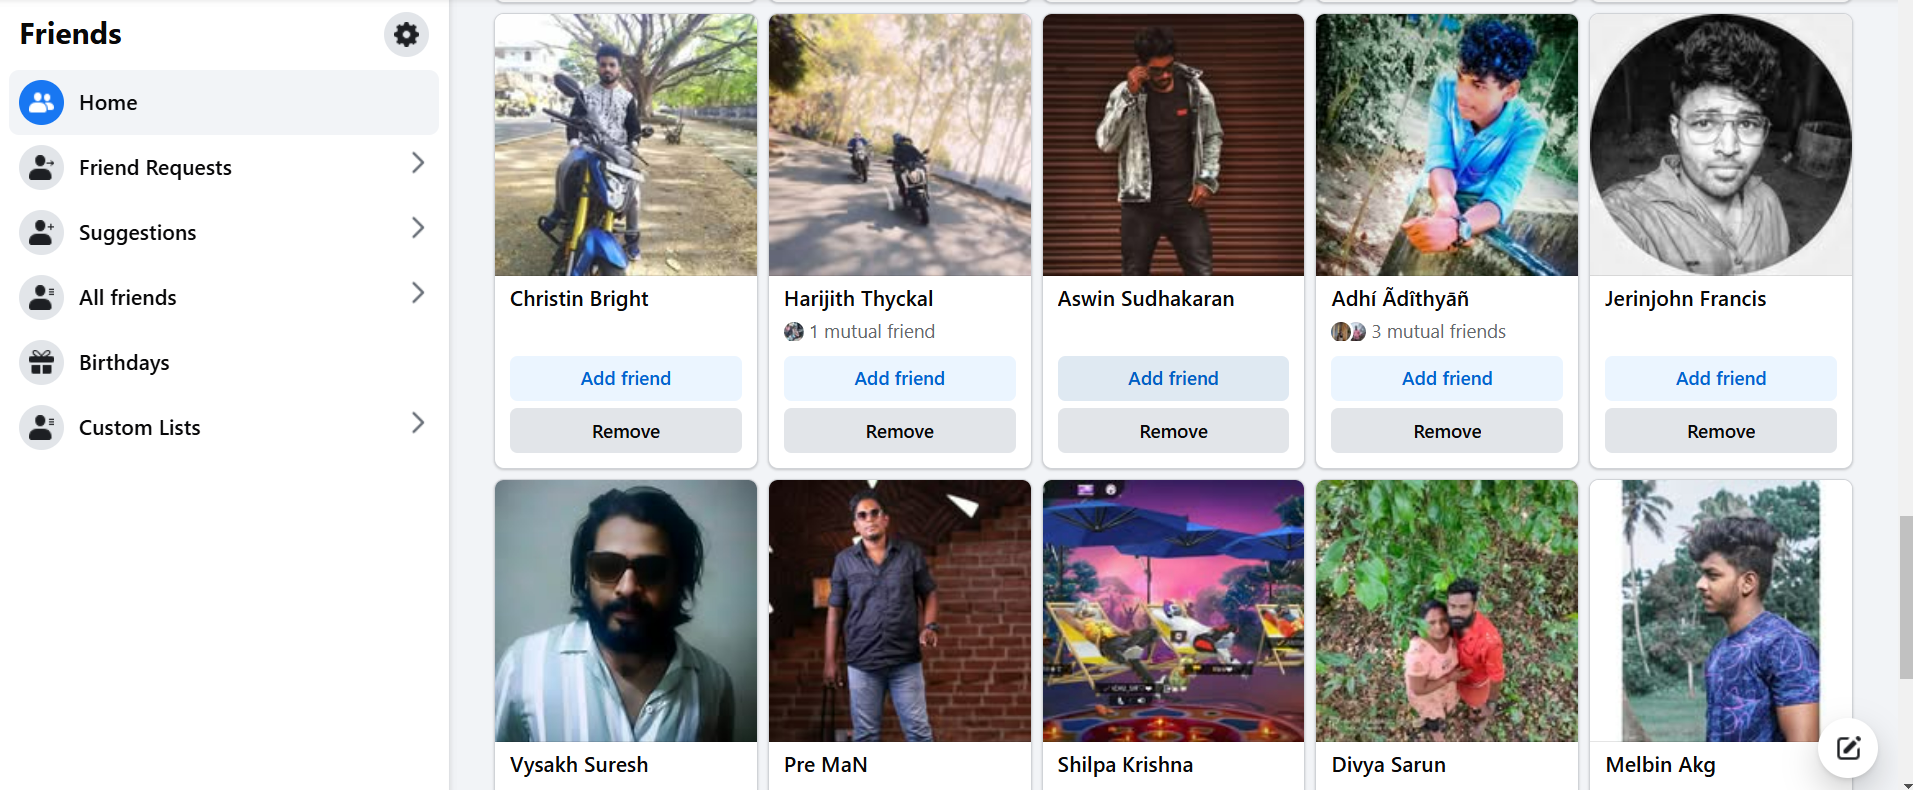 Friends
Home
Friend Requests
Suggestions
All friends
Birthdays
Custom Lists
Christin Bright
Add friend
Remove
Harijith Thyckal
1 mutual friend
Add friend
Remove
Aswin Sudhakaran
Add friend
Remove
Adhí Ãdîthyāñ
3 mutual friends
Add friend
Remove
Jerinjohn Francis
Add friend
Remove
Vysakh Suresh
Pre MaN
Shilpa Krishna
Divya Sarun
Melbin Akg